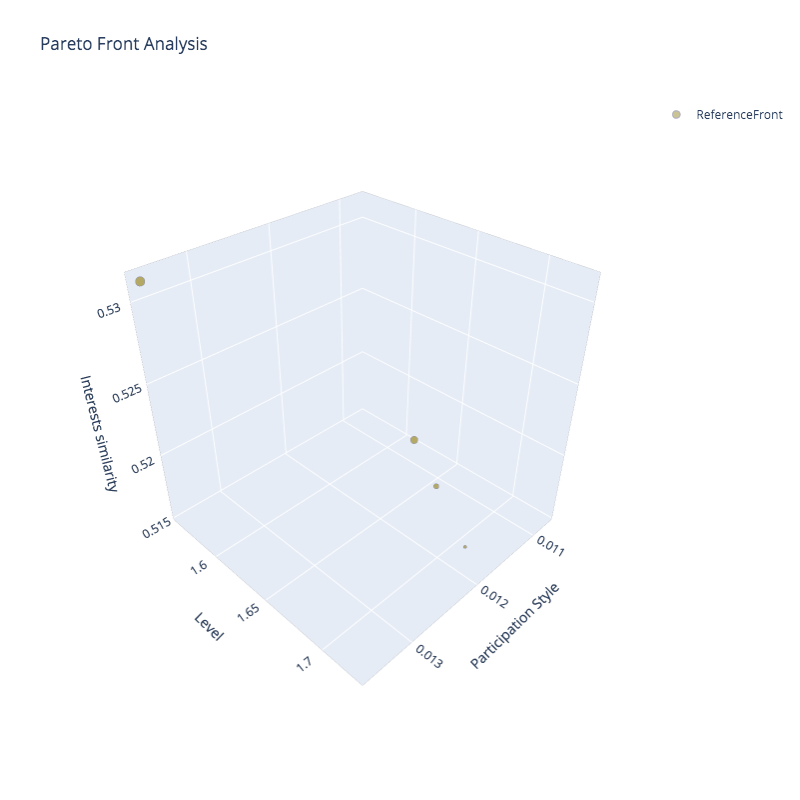 Pareto Front Analysis
ReferenceFront
0.53
0.525
0.52
0.515
Interests similarity
1.6
1.65
1.7
Level
0.011
0.012
0.013
Participation Style